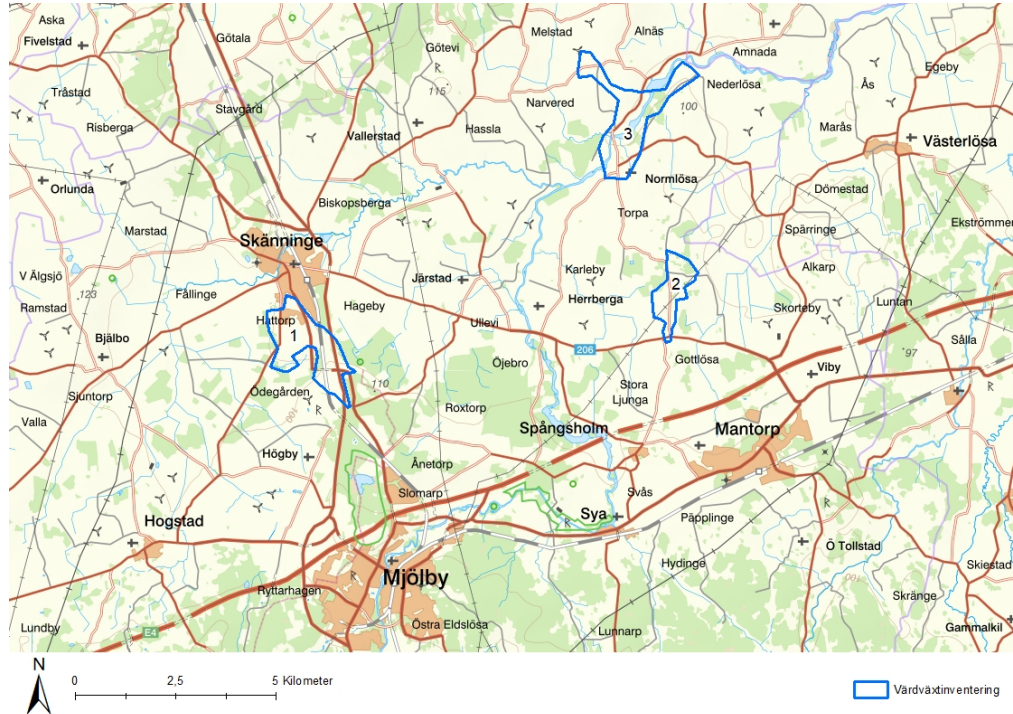 Aska
Götala
Götevi
Melstad
Alnäs
Amnada
Fivelstad
Egeby
Tråstad
115
Nederlösa
Ås
Stavgård
Narvered
100
Risberga
Vallerstad
Hassla
3
Marås
Västerlösa
Orlunda
Normlösa
Dömestad
Biskopsberga
Torpa
Marstad
Skänninge
Spärringe
Ekströmmer
V Älgsjö
Järstad
Karleby
Alkarp
123
Fållinge
2
Ramstad
Hageby
Herrberga
Skorteby
Luntan
Hattorp
1
Ullevi
Bjälbo
206
Sålla
Gottlösa
97
Öjebro
Viby
110
Sjuntorp
Ödegården
Stora
Ljunga
Roxtorp
100
Valla
Spångsholm
Mantorp
Högby
Ånetorp
Slomarp
Svås
Hogstad
Sya
Päpplinge
Ö Tollstad
Hydinge
Skiestad
Mjölby
100
Ryttarhagen
Skränge
Lundby
E4
Östra Eldslösa
Lunnarp
Gammalkil
N
0 2,5 5 Kilometer
Värdväxtinventering